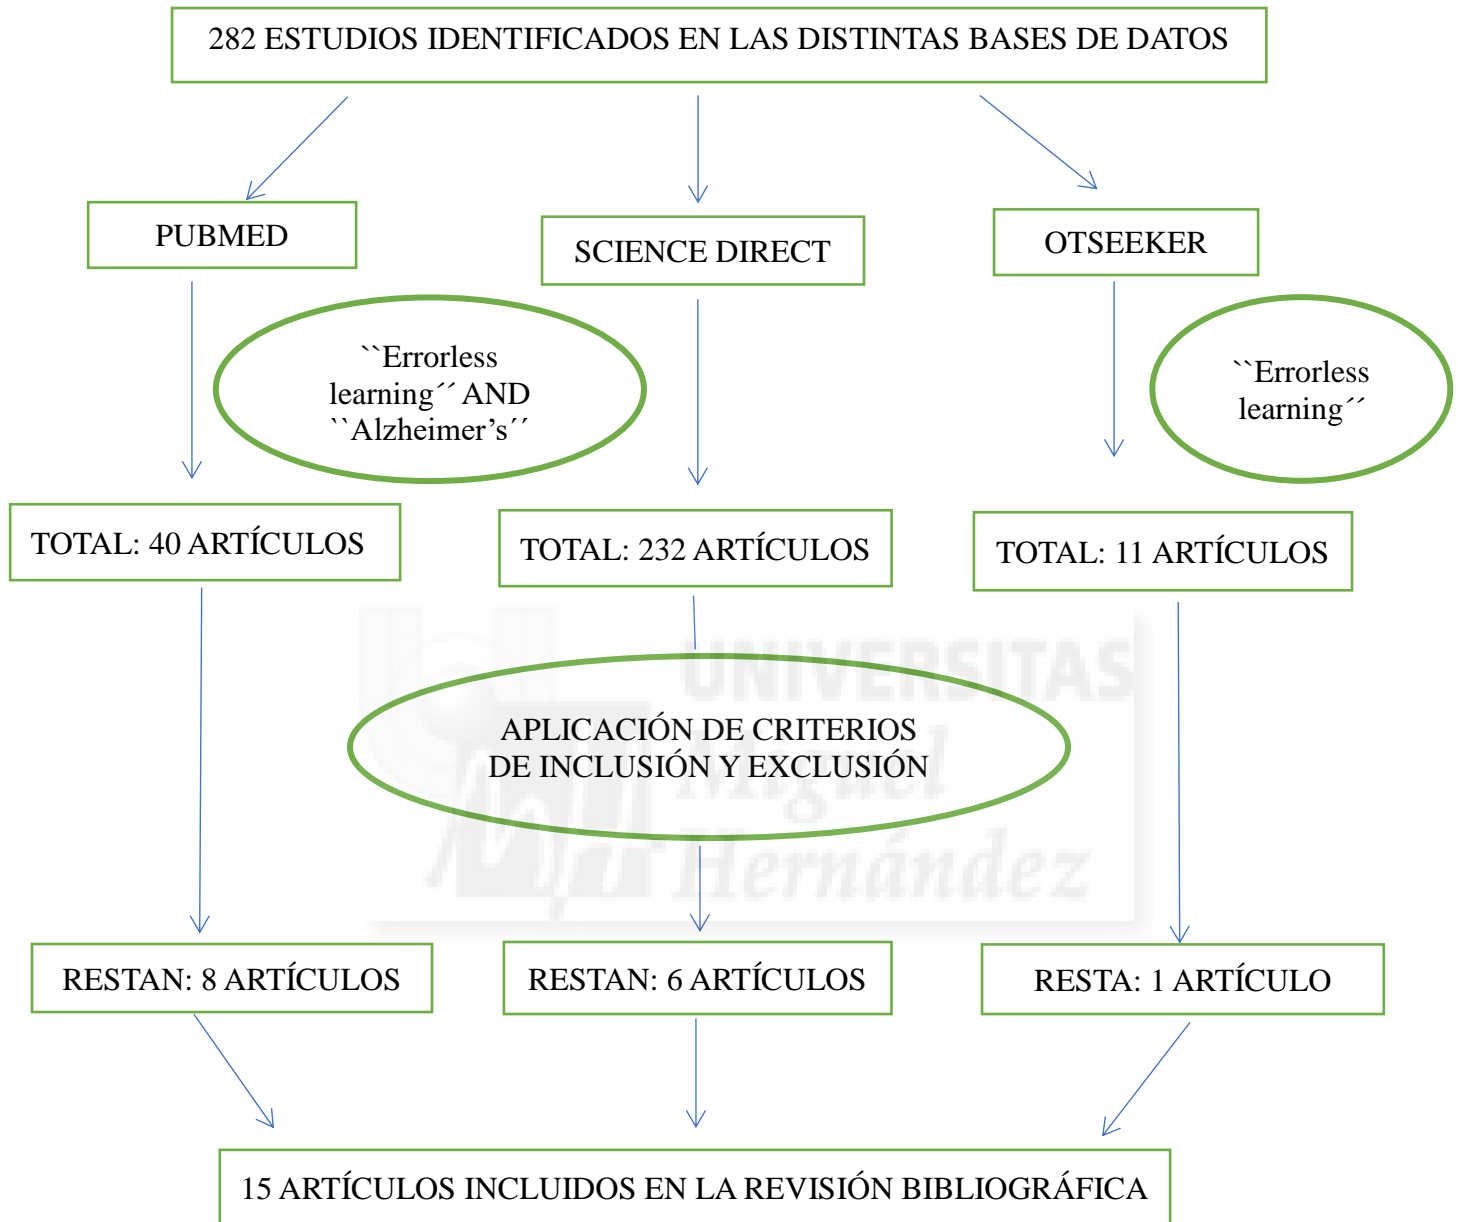 282 ESTUDIOS IDENTIFICADOS EN LAS DISTINTAS BASES DE DATOS
PUBMED
SCIENCE DIRECT
OTSEEKER
``Errorless
learning´´ AND
``Alzheimer’s´´
``Errorless
learning´´
TOTAL: 40 ARTÍCULOS
TOTAL: 232 ARTÍCULOS
TOTAL: 11 ARTÍCULOS
UNIVERSITAS
Miguel
Hernández
APLICACIÓN DE CRITERIOS
DE INCLUSIÓN Y EXCLUSIÓN
RESTAN: 8 ARTÍCULOS
RESTAN: 6 ARTÍCULOS
RESTA: 1 ARTÍCULO
15 ARTÍCULOS INCLUIDOS EN LA REVISIÓN BIBLIOGRÁFICA